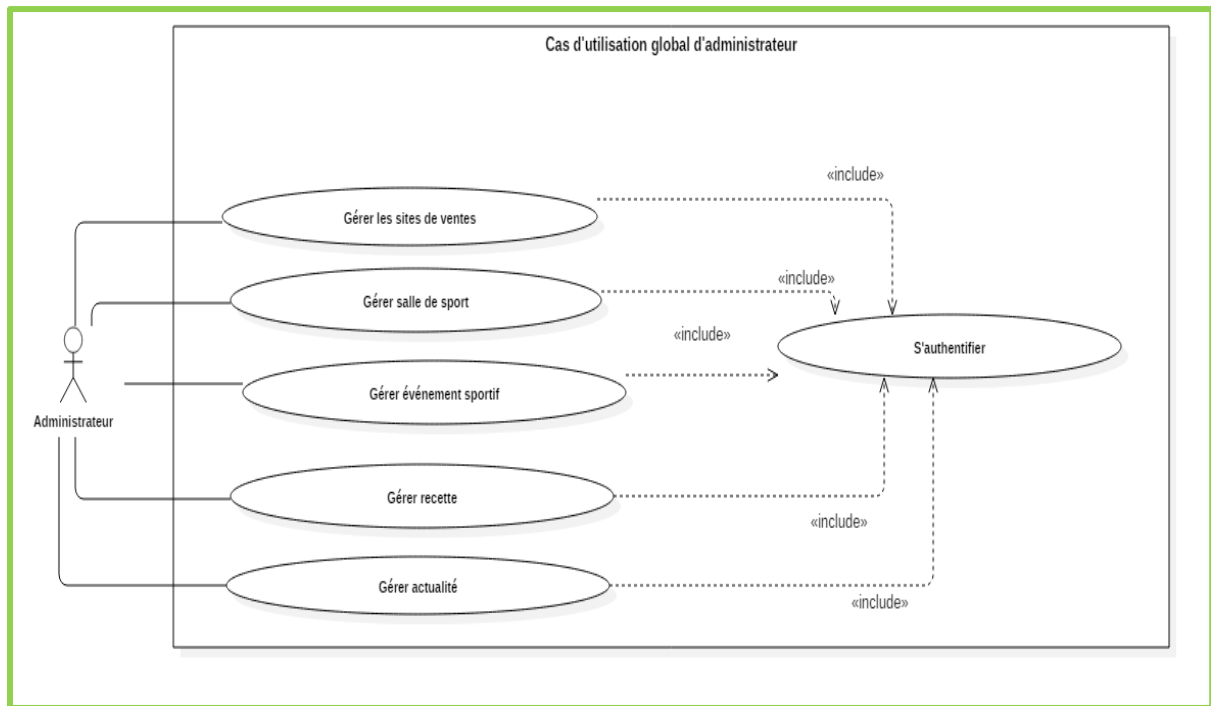 Cas d'utilisation global d'administrateur
«include»
Gérer les sites de ventes
«include»
Gérer salle de sport
«include»
S'authentifier
Gérer événement sportif
Administrateur
Gérer recette
«include»
Gérer actualité
«include»